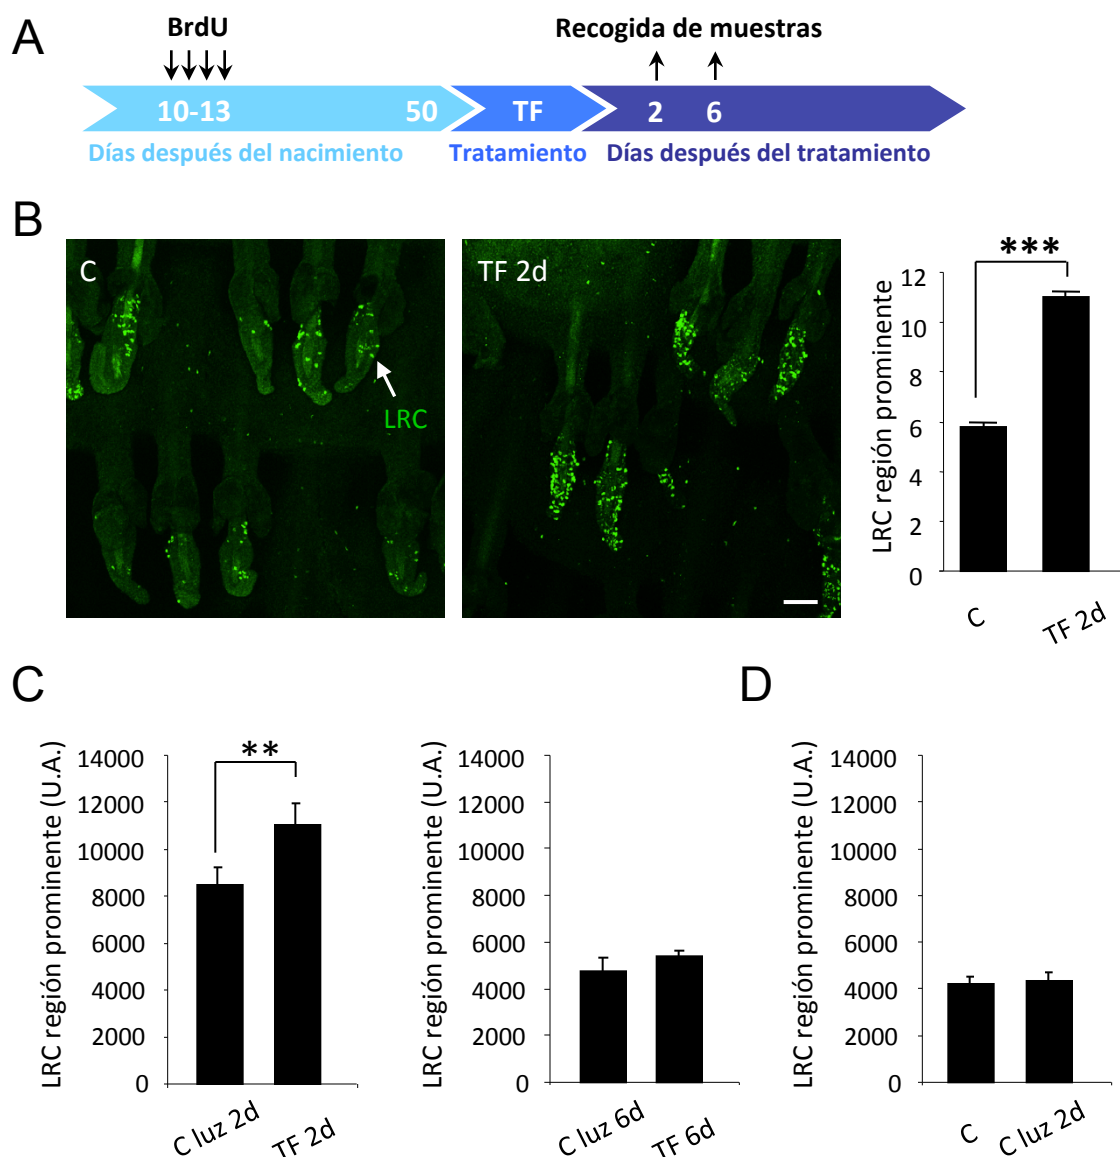 A
BrdU
Recogida de muestras
10-13
50
TF
2
6
Días después del nacimiento
Tratamiento
Días después del tratamiento
B
C
LRC
TF 2d
***
LRC región prominente
12
10
8
6
4
2
0
C
TF 2d
C
**
LRC región prominente (U.A.)
14000
12000
10000
8000
6000
4000
2000
0
C luz 2d
TF 2d
LRC región prominente (U.A.)
14000
12000
10000
8000
6000
4000
2000
0
C luz 6d
TF 6d
D
LRC región prominente (U.A.)
14000
12000
10000
8000
6000
4000
2000
0
C
C luz 2d